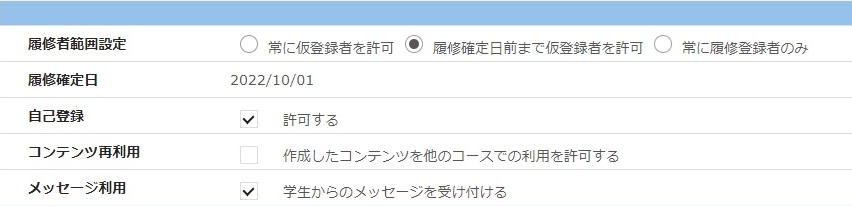 履修者範囲設定 常に仮登録者を許可 履修確定日前まで仮登録者を許可 常に履修登録者のみ
履修確定日 2022/10/01
自己登録 許可する
コンテンツ再利用 作成したコンテンツを他のコースでの利用を許可する
メッセージ利用 学生からのメッセージを受け付ける